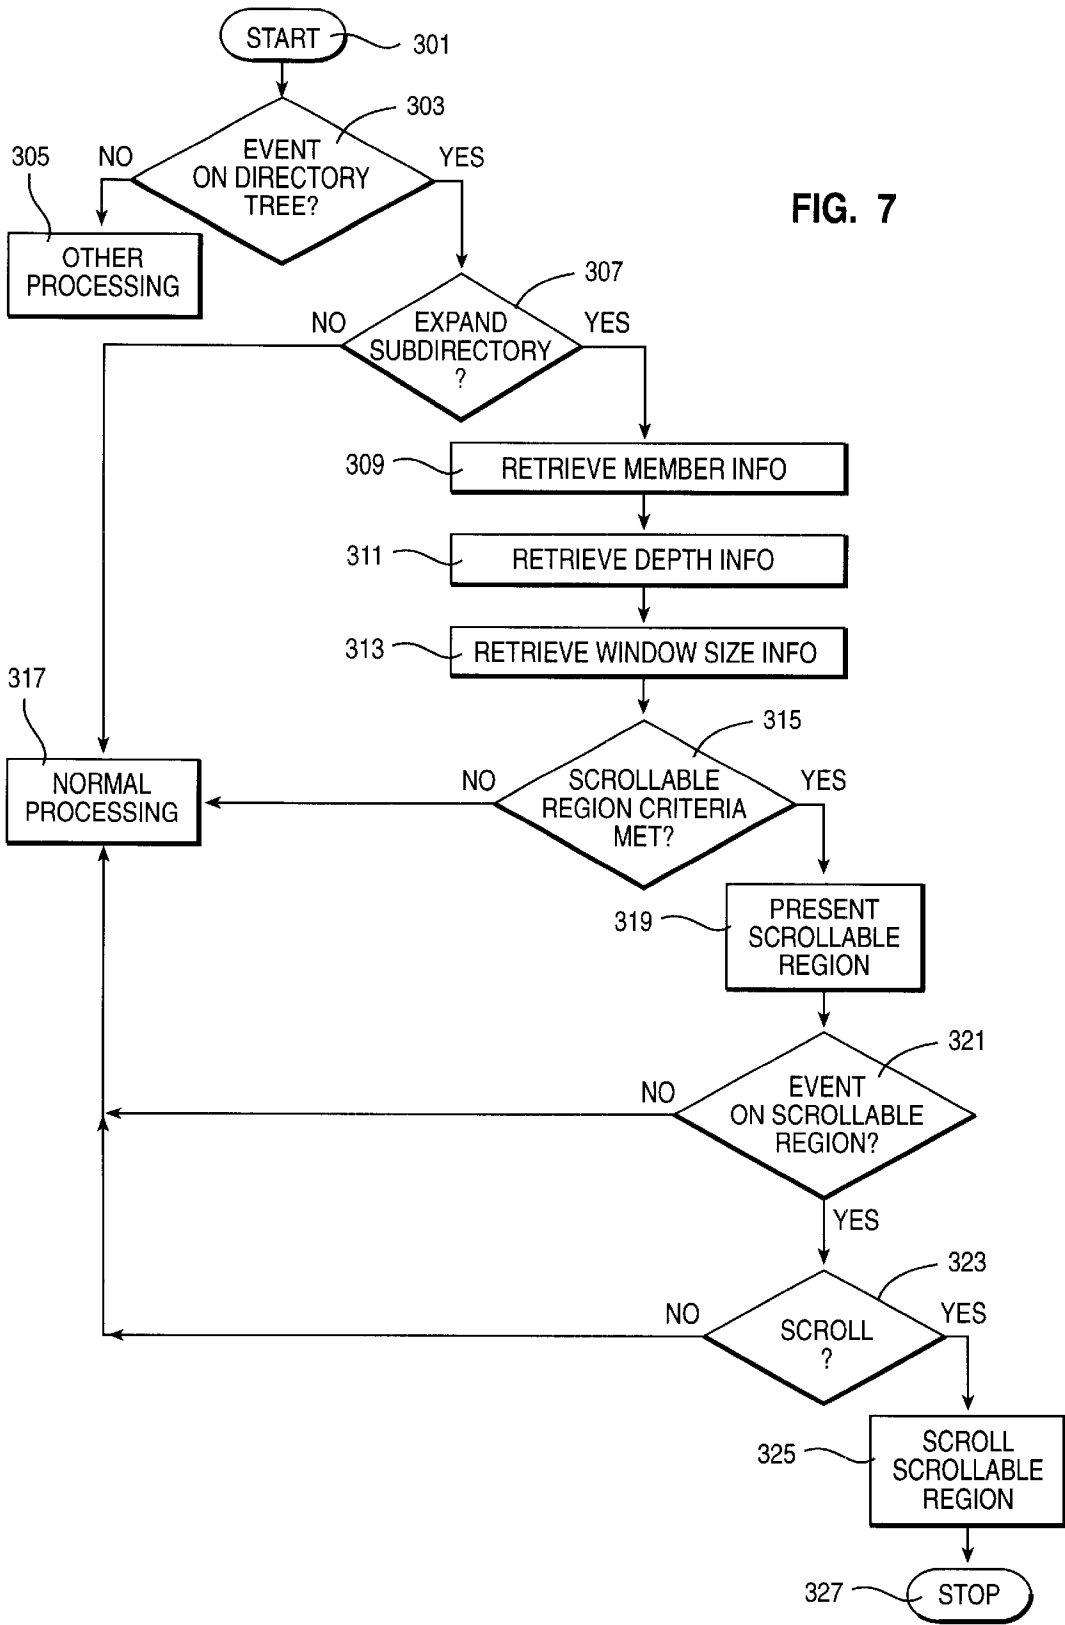 START
301
303
EVENT
ON DIRECTORY
TREE?
305
NO
YES
FIG. 7
OTHER
PROCESSING
307
NO
EXPAND
SUBDIRECTORY
?
YES
309
RETRIEVE MEMBER INFO
311
RETRIEVE DEPTH INFO
313
RETRIEVE WINDOW SIZE INFO
317
315
NORMAL
PROCESSING
NO
SCROLLABLE
REGION CRITERIA
MET?
YES
319
PRESENT
SCROLLABLE
REGION
321
NO
EVENT
ON SCROLLABLE
REGION?
YES
323
NO
SCROLL
?
YES
325
SCROLL
SCROLLABLE
REGION
327
STOP